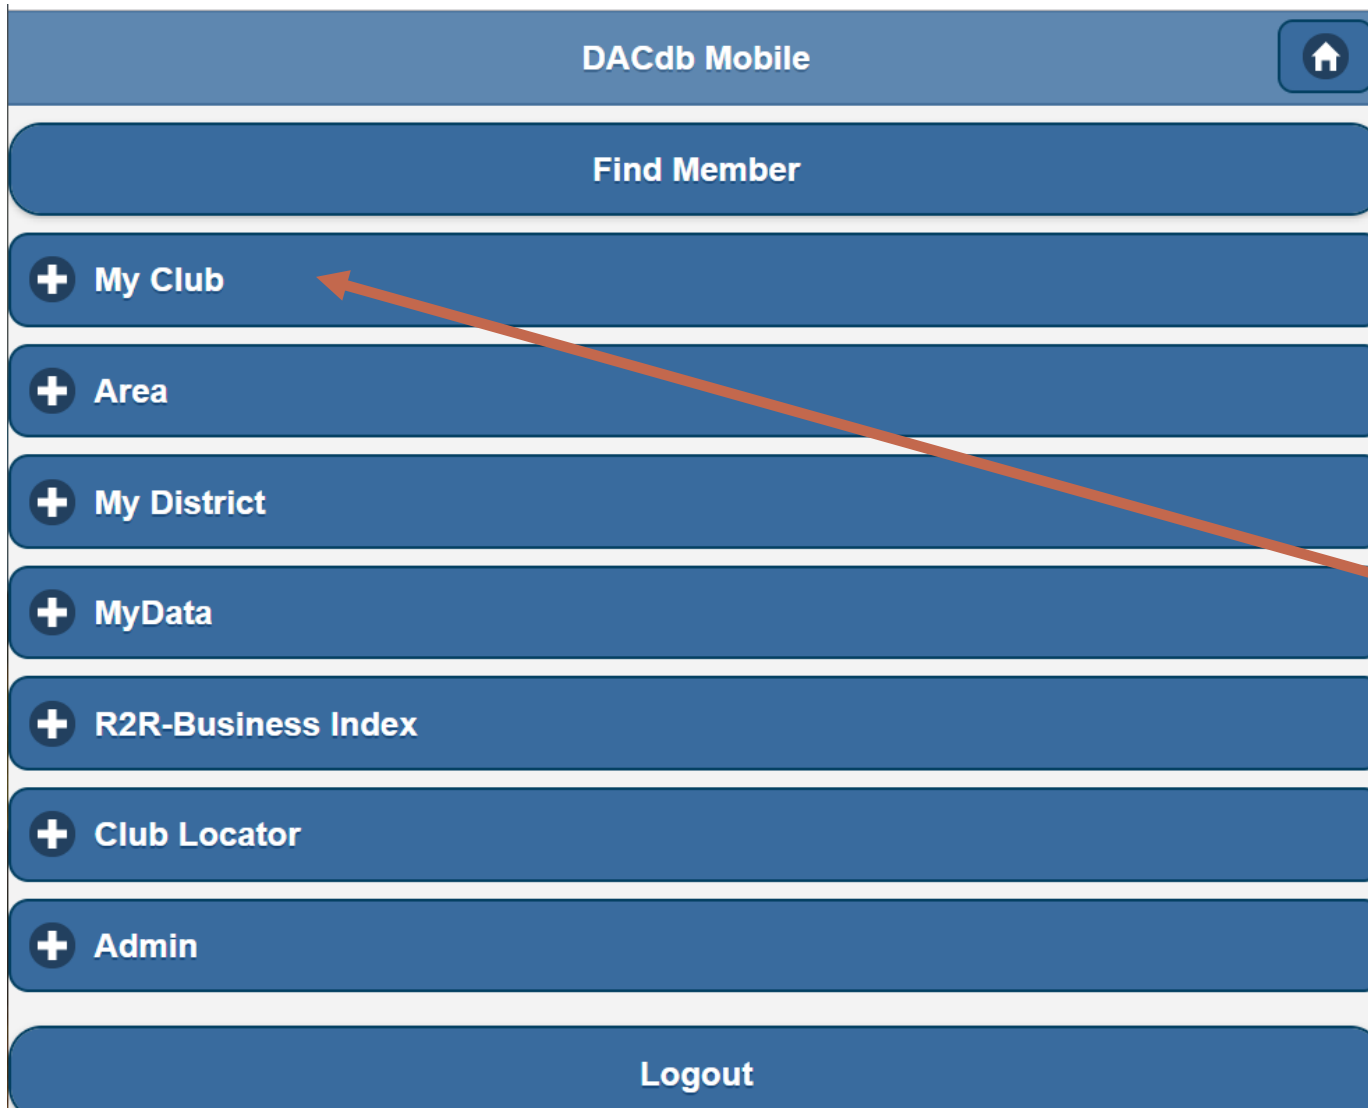 DACdb Mobile
Find Member
My Club
Area
My District
MyData
R2R-Business Index
Club Locator
Admin
Logout